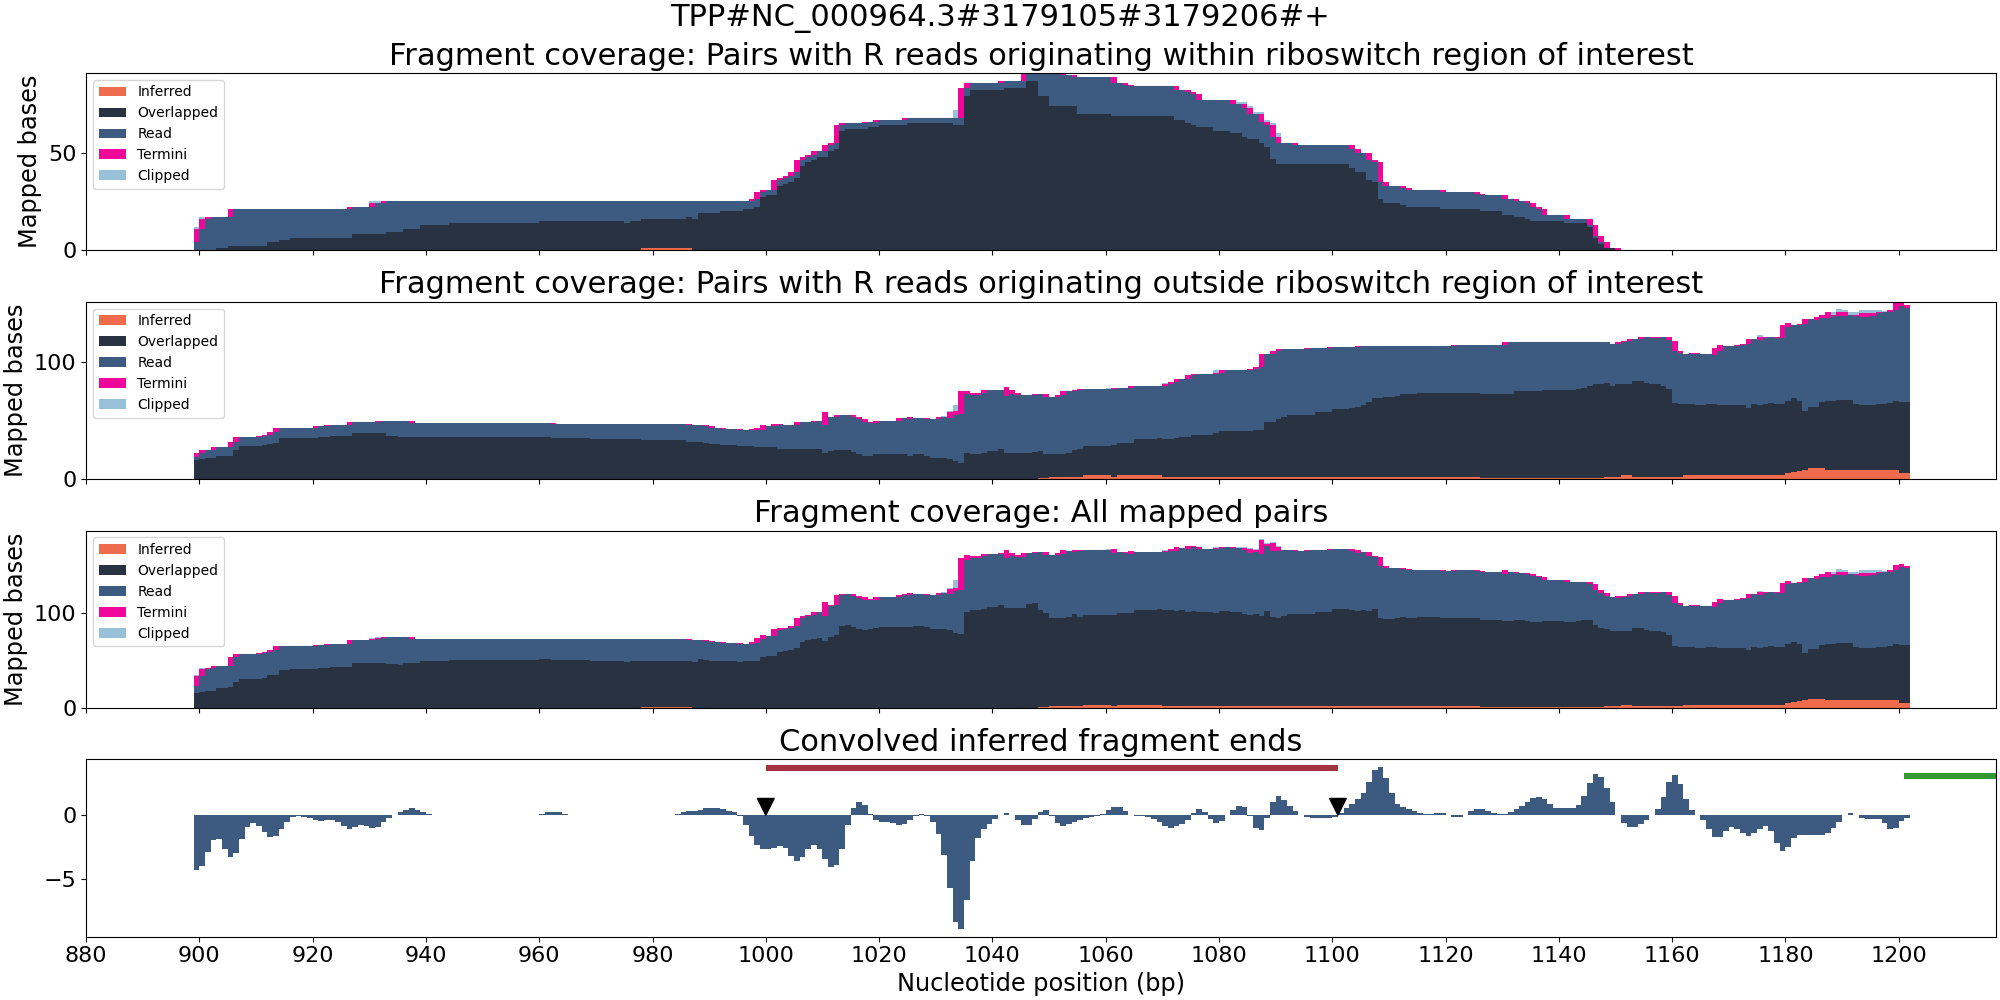 TPP#NC_000964.3#3179105#3179206#+
Fragment coverage: Pairs with R reads originating within riboswitch region of interest
Mapped bases
50
0
Inferred
Overlapped
Read
Termini
Clipped
Fragment coverage: Pairs with R reads originating outside riboswitch region of interest
Mapped bases
100
0
Inferred
Overlapped
Read
Termini
Clipped
Fragment coverage: All mapped pairs
Mapped bases
100
0
Inferred
Overlapped
Read
Termini
Clipped
Convolved inferred fragment ends
0
−5
880 900 920 940 960 980 1000 1020 1040 1060 1080 1100 1120 1140 1160 1180 1200
Nucleotide position (bp)